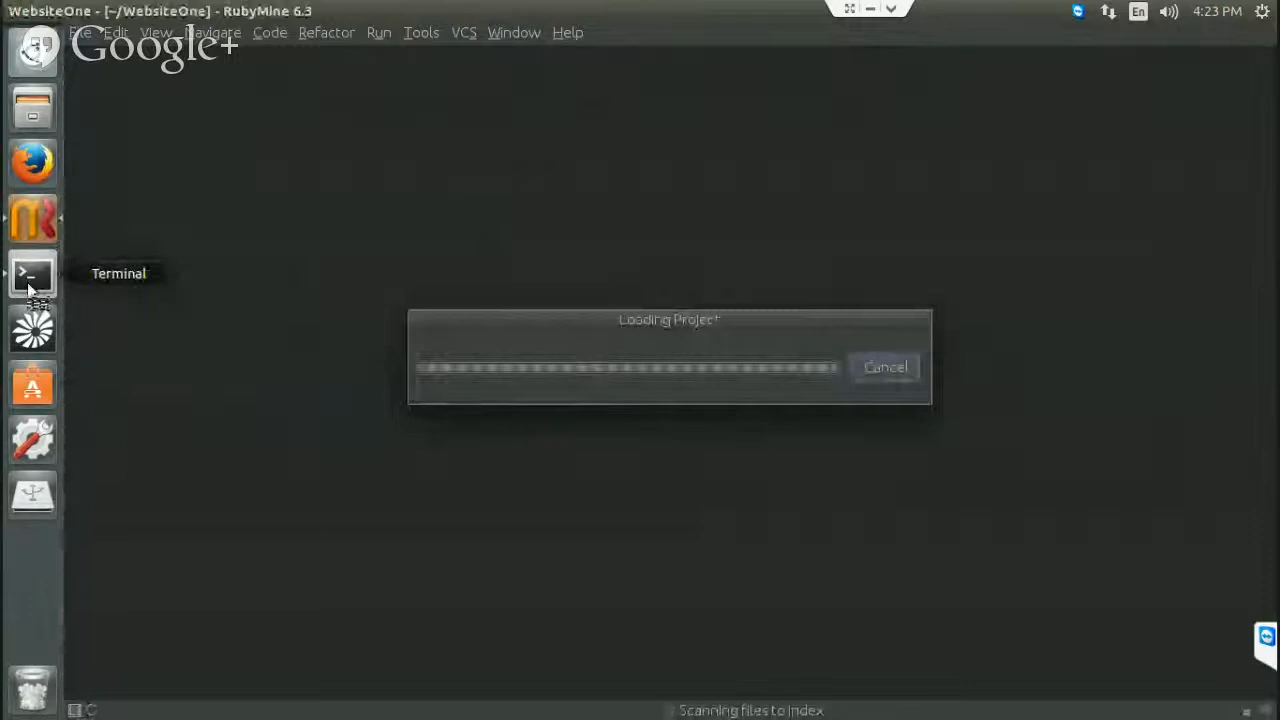 WebsiteOne - [~/WebsiteOne] - RubyMine 6.3
En
4:23 PM
File Edit View Navigate Code Refactor Run Tools VCS Window Help
Google+
Terminal
Loading Project
Cancel
Scanning files to index